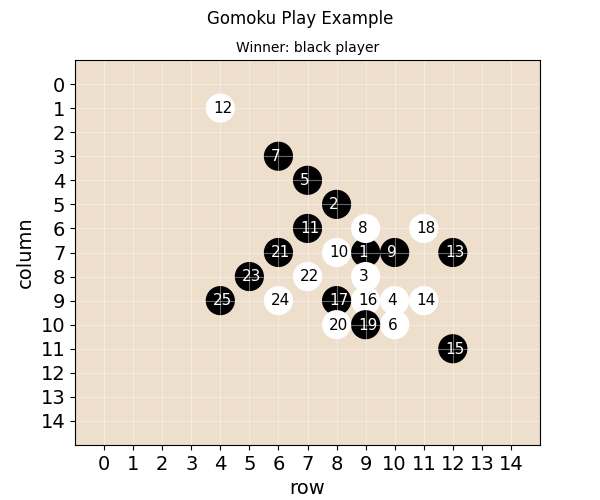 Gomoku Play Example
Winner: black player
0
1 12
2
3 7
4 5
5 2
6 11 8 18
7 21 10 1 9 13
8 23 22 3
9 25 24 17 16 4 14
10 20 19 6
11 15
12
13
14
column
0 1 2 3 4 5 6 7 8 9 10 11 12 13 14
row